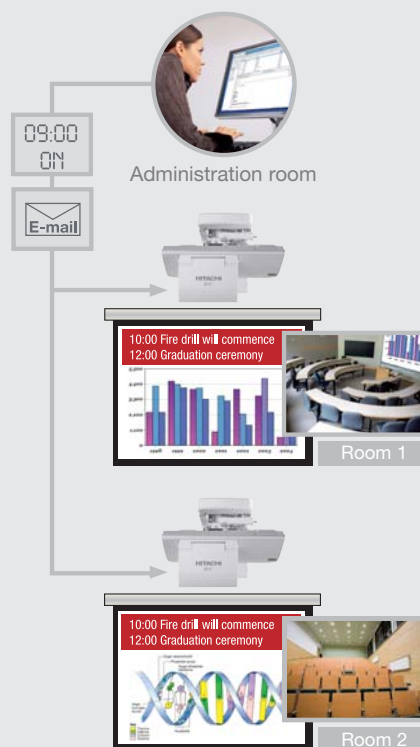 Administration room
09:00
ON
E-mail
HITACHI
10:00 Fire drill will commence
12:00 Graduation ceremony
Room 1
HITACHI
10:00 Fire drill will commence
12:00 Graduation ceremony
Room 2